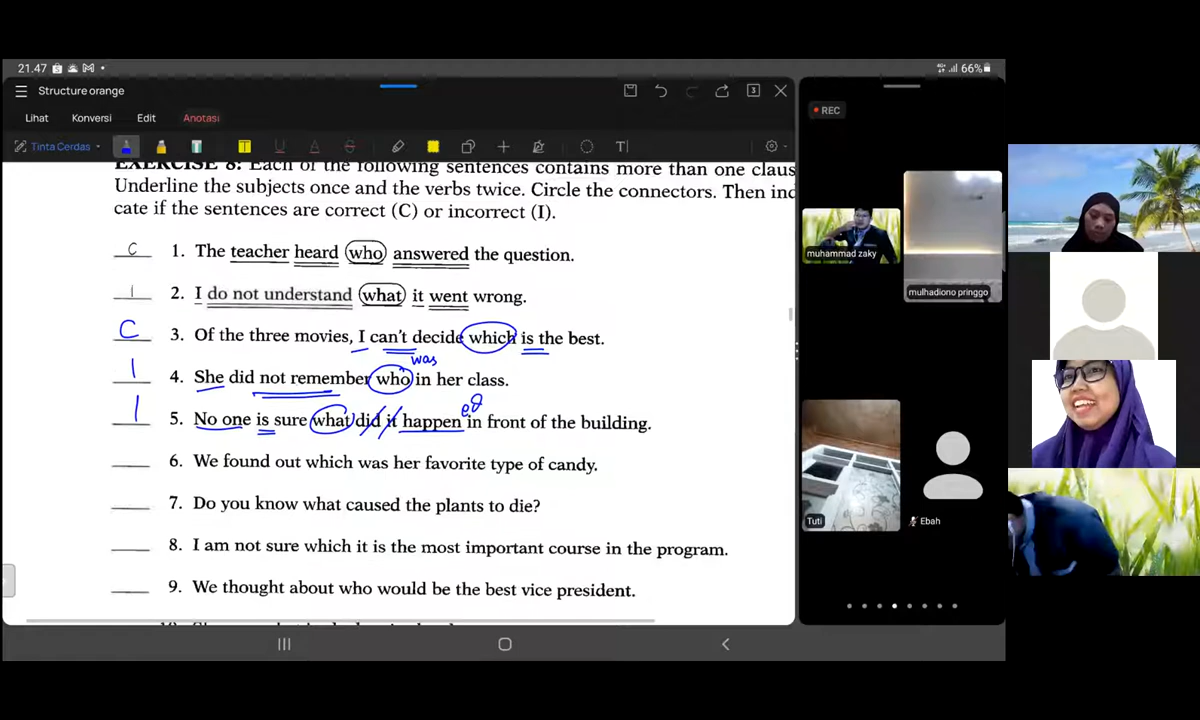 21.47
66%
Structure orange
3
Lihat Konversi Edit Anotasi
Tinta Cerdas
EXERCISE 8: Each of the following sentences contains more than one claus
Underline the subjects once and the verbs twice. Circle the connectors. Then ind
cate if the sentences are correct (C) or incorrect (I).
C 1. The teacher heard who answered the question.
I 2. I do not understand what it went wrong.
C 3. Of the three movies, I can't decide which is the best.
was
I 4. She did not remember who in her class.
ed
I 5. No one is sure what did it happen in front of the building.
6. We found out which was her favorite type of candy.
7. Do you know what caused the plants to die?
8. I am not sure which it is the most important course in the program.
9. We thought about who would be the best vice president.
REC
muhammad zaky
mulhadiono pringgo
Tuti
Ebah